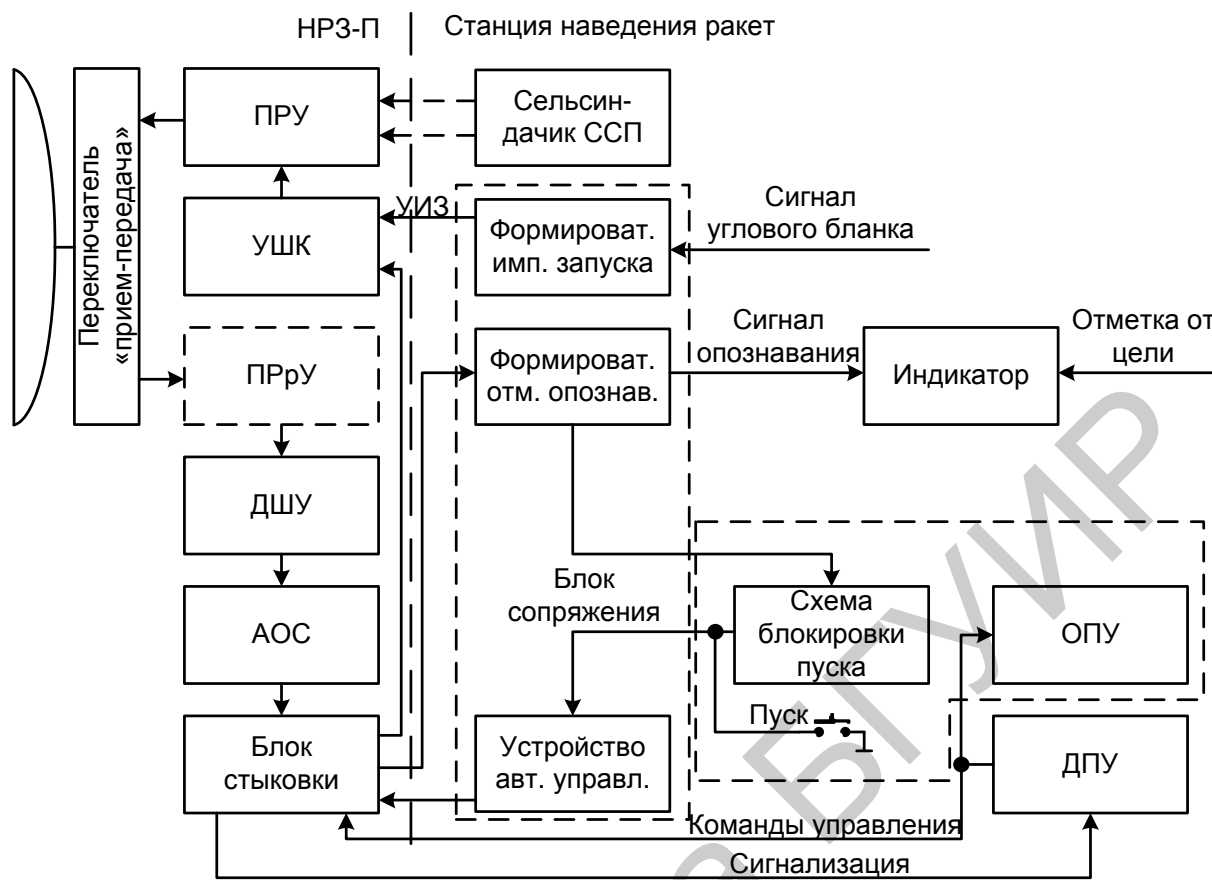 НРЗ-П
Станция наведения ракет
Переключатель
«прием-передача»
ПРУ
Сельсин-
дачик ССП
УШК
УИЗ
Формироват.
имп. запуска
Сигнал
углового бланка
ПРрУ
Формироват.
отм. опознав.
Сигнал
опознавания
Индикатор
Отметка от
цели
ДШУ
АОС
Блок
сопряжения
Схема
блокировки
пуска
ОПУ
Пуск
Блок
стыковки
Устройство
авт. управл.
ДПУ
Команды управления
Сигнализация
БГУИР